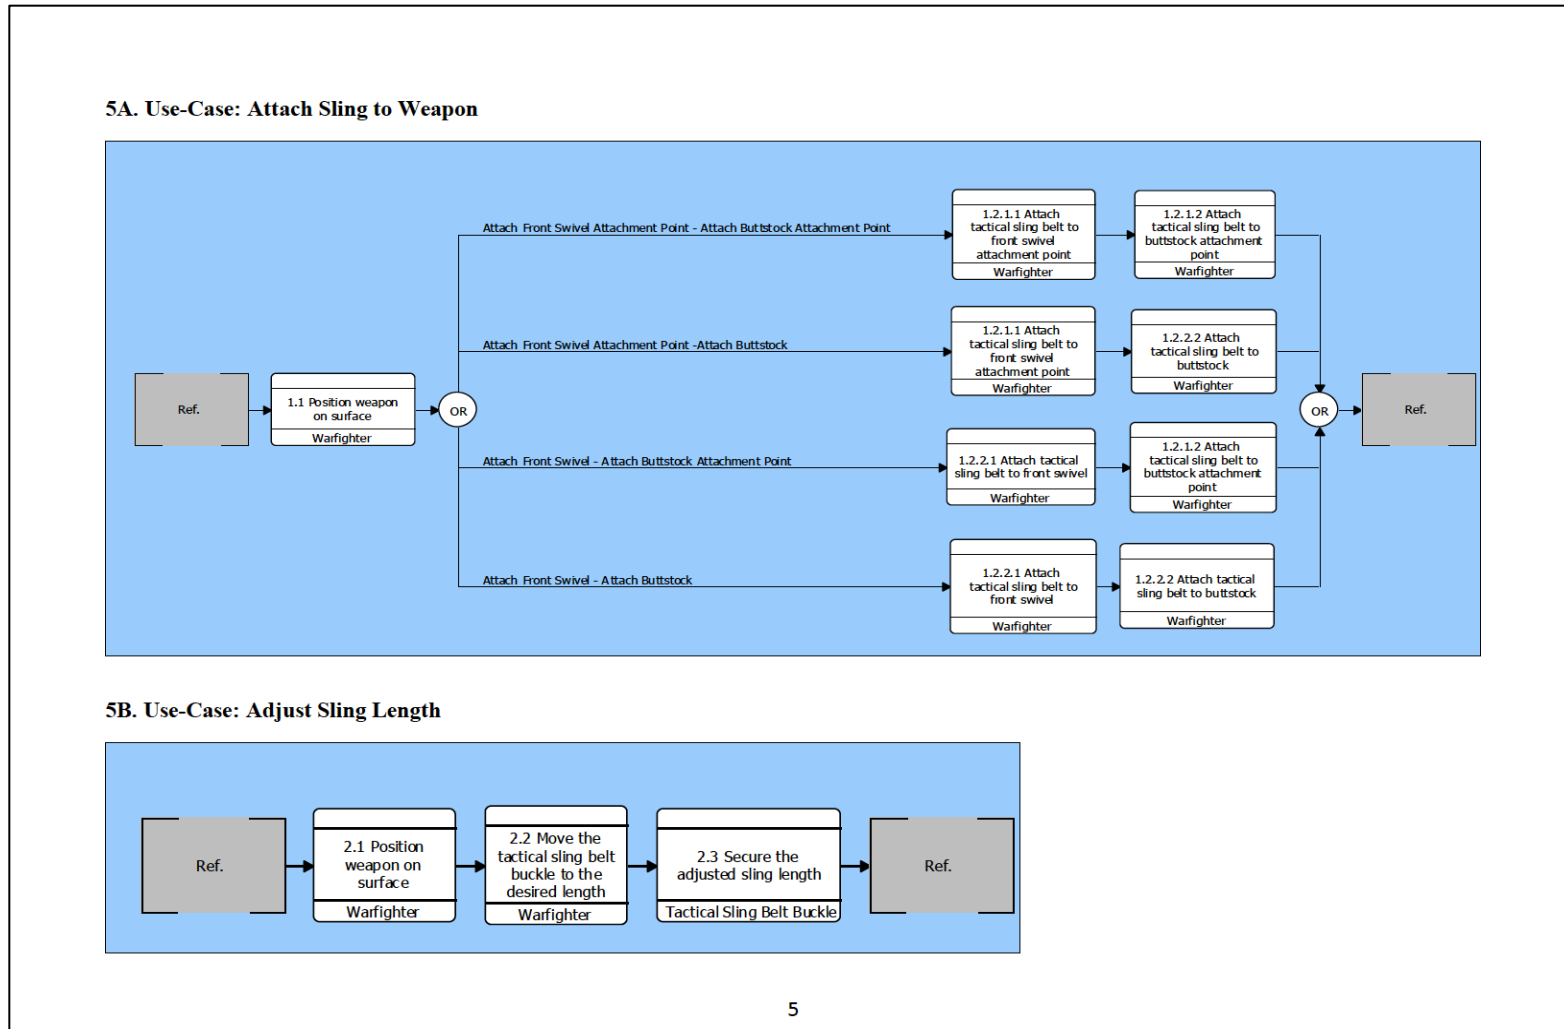 5A. Use-Case: Attach Sling to Weapon
Attach Front Swivel Attachment Point - Attach Buttstock Attachment Point
1.2.1.1 Attach
tactical sling belt to
front swivel
attachment point
Warfighter
1.2.1.2 Attach
tactical sling belt to
buttstock attachment
point
Warfighter
Attach Front Swivel Attachment Point -Attach Buttstock
1.2.1.1 Attach
tactical sling belt to
front swivel
attachment point
Warfighter
1.2.2.2 Attach
tactical sling belt to
buttstock
Warfighter
Ref.
1.1 Position weapon
on surface
Warfighter
OR
OR
Ref.
Attach Front Swivel - Attach Buttstock Attachment Point
1.2.2.1 Attach tactical
sling belt to front swivel
Warfighter
1.2.1.2 Attach
tactical sling belt to
buttstock attachment
point
Warfighter
Attach Front Swivel - Attach Buttstock
1.2.2.1 Attach
tactical sling belt to
front swivel
Warfighter
1.2.2.2 Attach tactical
sling belt to buttstock
Warfighter
5B. Use-Case: Adjust Sling Length
Ref.
2.1 Position
weapon on
surface
Warfighter
2.2 Move the
tactical sling belt
buckle to the
desired length
Warfighter
2.3 Secure the
adjusted sling length
Tactical Sling Belt Buckle
Ref.
5